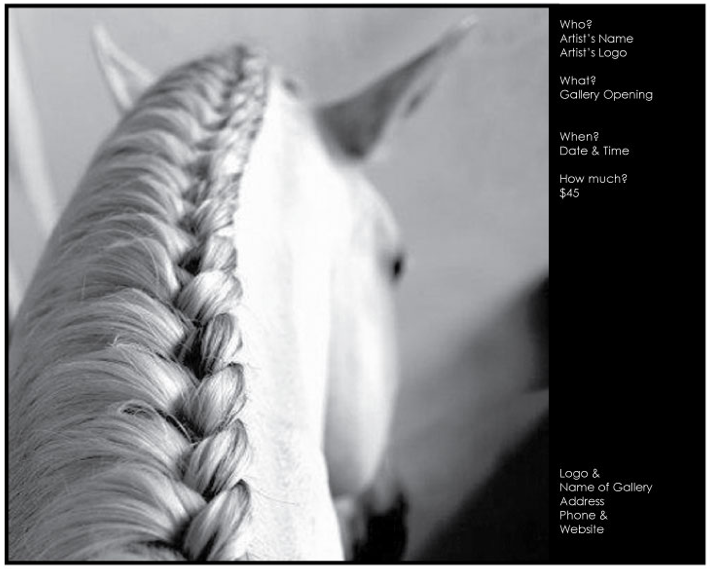 Who?
Artist's Name
Artist's Logo
What?
Gallery Opening
When?
Date & Time
How much?
$45
Logo &
Name of Gallery
Address
Phone &
Website